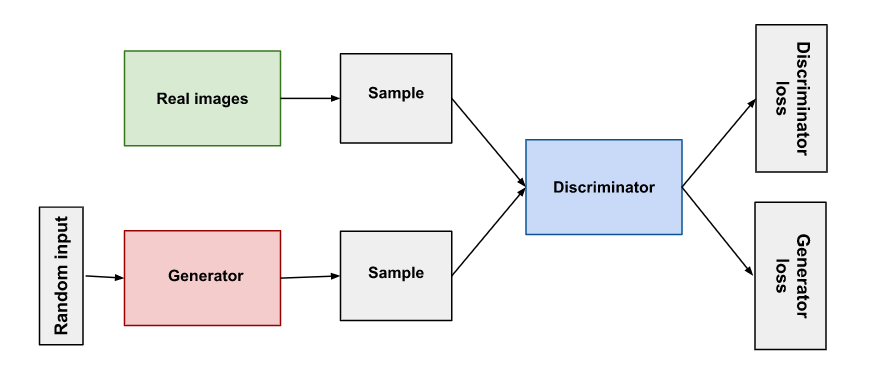 Real images
Sample
Discriminator
loss
Discriminator
Random input
Generator
Sample
Generator
loss